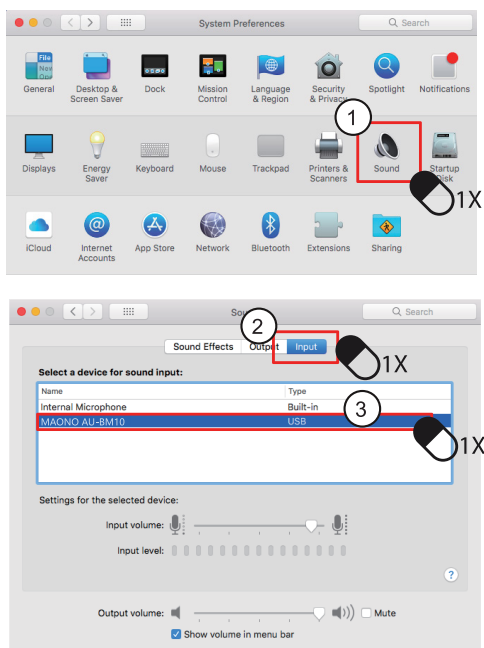 System Preferences
Search
File
New
General
Desktop &
Screen Saver
Dock
Mission
Control
Language
& Region
Security
& Privacy
Spotlight
Notifications
1
Displays
Energy
Saver
Keyboard
Mouse
Trackpad
Printers &
Scanners
Sound
Startup
Disk
1X
iCloud
Internet
Accounts
App Store
Network
Bluetooth
Extensions
Sharing
Search
2
Sound Effects
Output
Input
1X
Select a device for sound input:
Name Type
Internal Microphone Built-in
3
MAONO AU-BM10 USB
1X
Settings for the selected device:
Input volume:
Input level:
?
Output volume: Mute
Show volume in menu bar